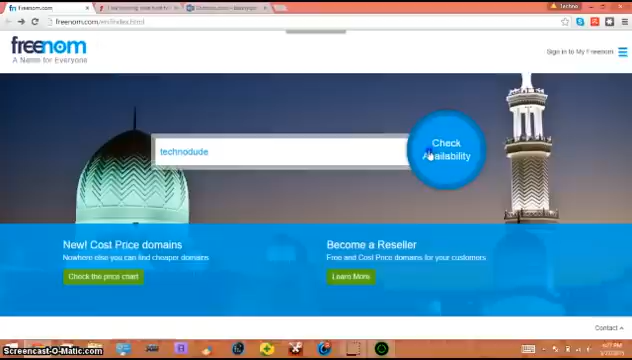 Freenom.com
freenom.com/en/index.html
Techno
freenom
A Name for Everyone
Sign in to My Freenom
technodude
Check
Availability
New! Cost Price domains
Nowhere else you can find cheaper domains
Check the price chart
Become a Reseller
Free and Cost Price domains for your customers
Learn More
Contact
Screencast-O-Matic.com